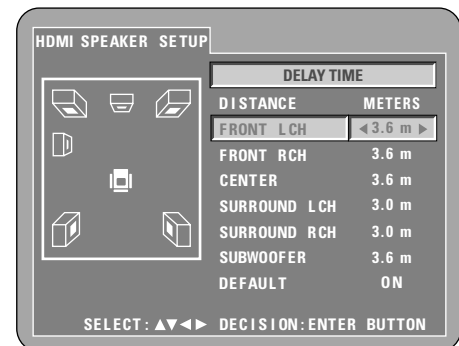 HDMI SPEAKER SETUP
DELAY TIME
DISTANCE METERS
FRONT LCH ◀3.6 m▶
FRONT RCH 3.6 m
CENTER 3.6 m
SURROUND LCH 3.0 m
SURROUND RCH 3.0 m
SUBWOOFER 3.6 m
DEFAULT ON
SELECT:▲▼◀▶ DECISION:ENTER BUTTON